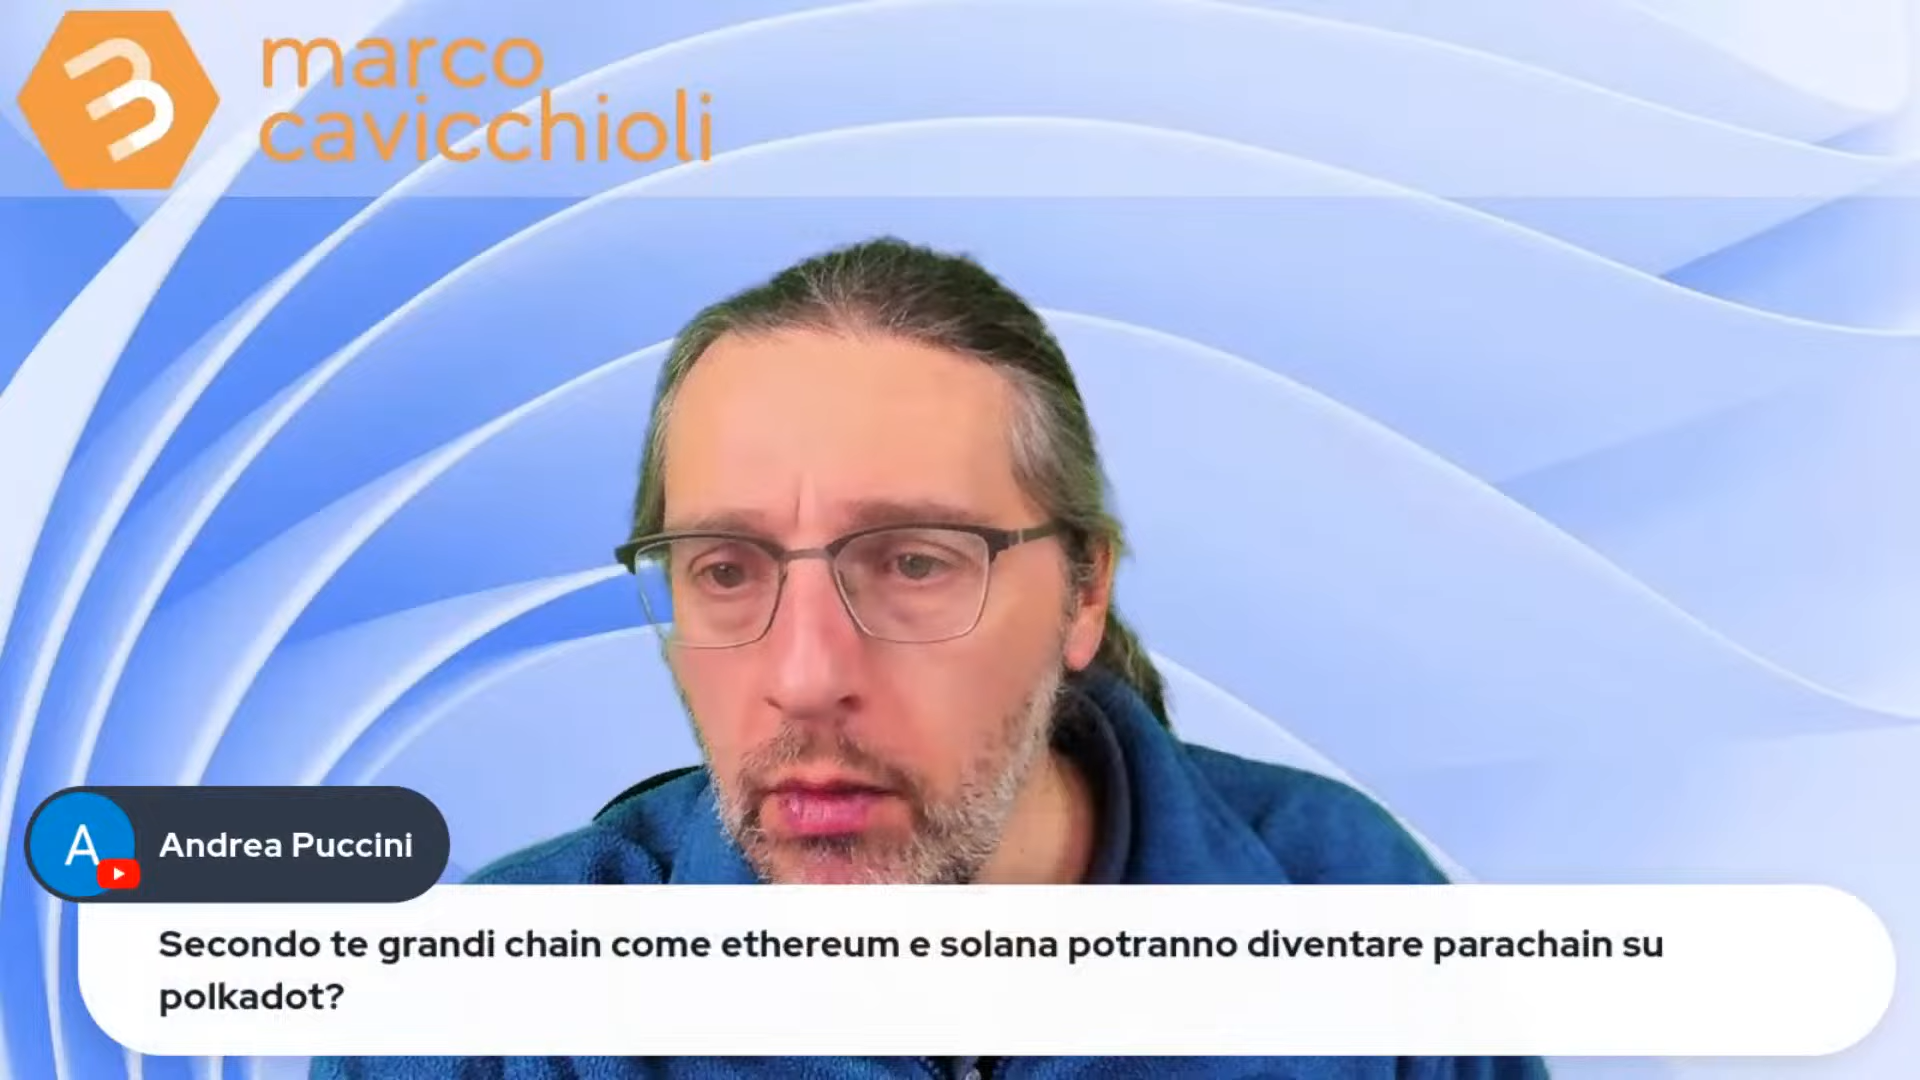 marco
cavicchioli
A
Andrea Puccini
Secondo te grandi chain come ethereum e solana potranno diventare parachain su
polkadot?